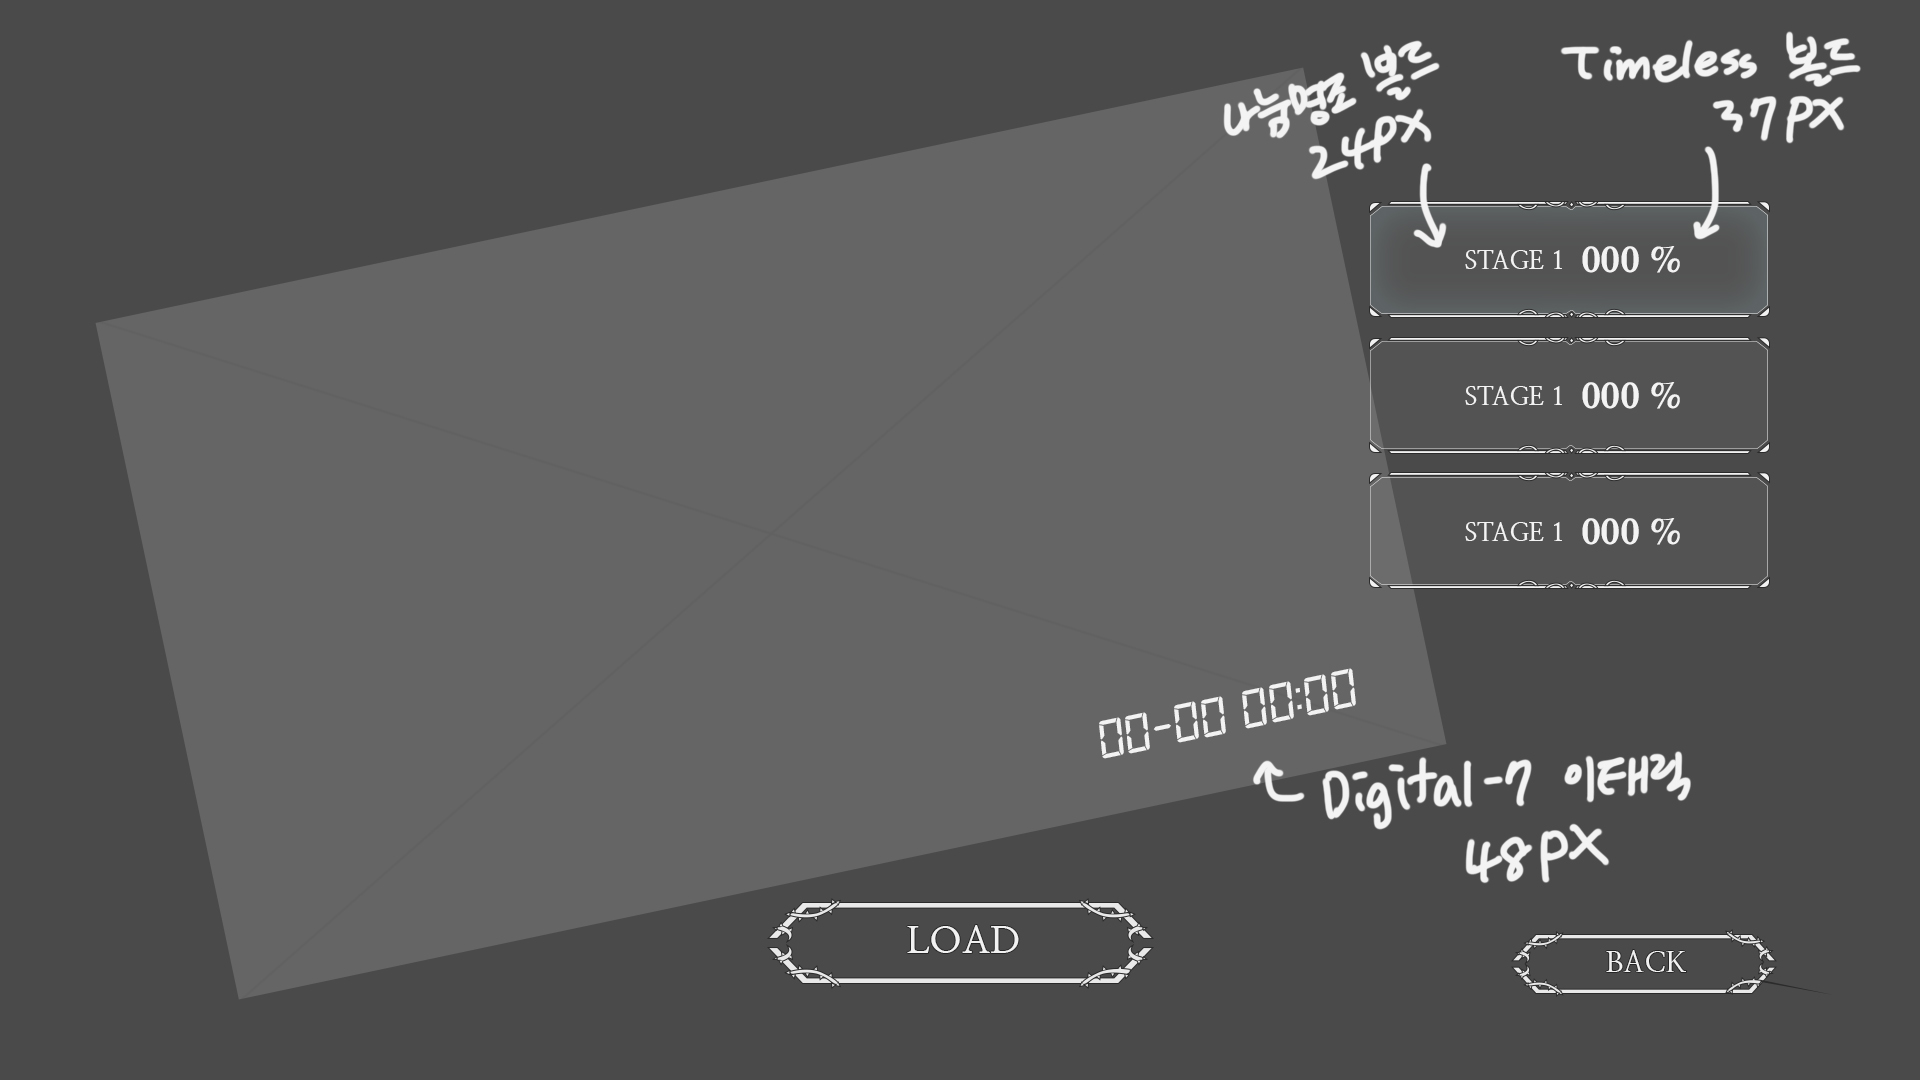 나눔명조 볼드
24px
Timeless 볼드
37px
STAGE 1 000 %
STAGE 1 000 %
STAGE 1 000 %
00-00 00:00
Digital-7 이태릭
48px
LOAD
BACK